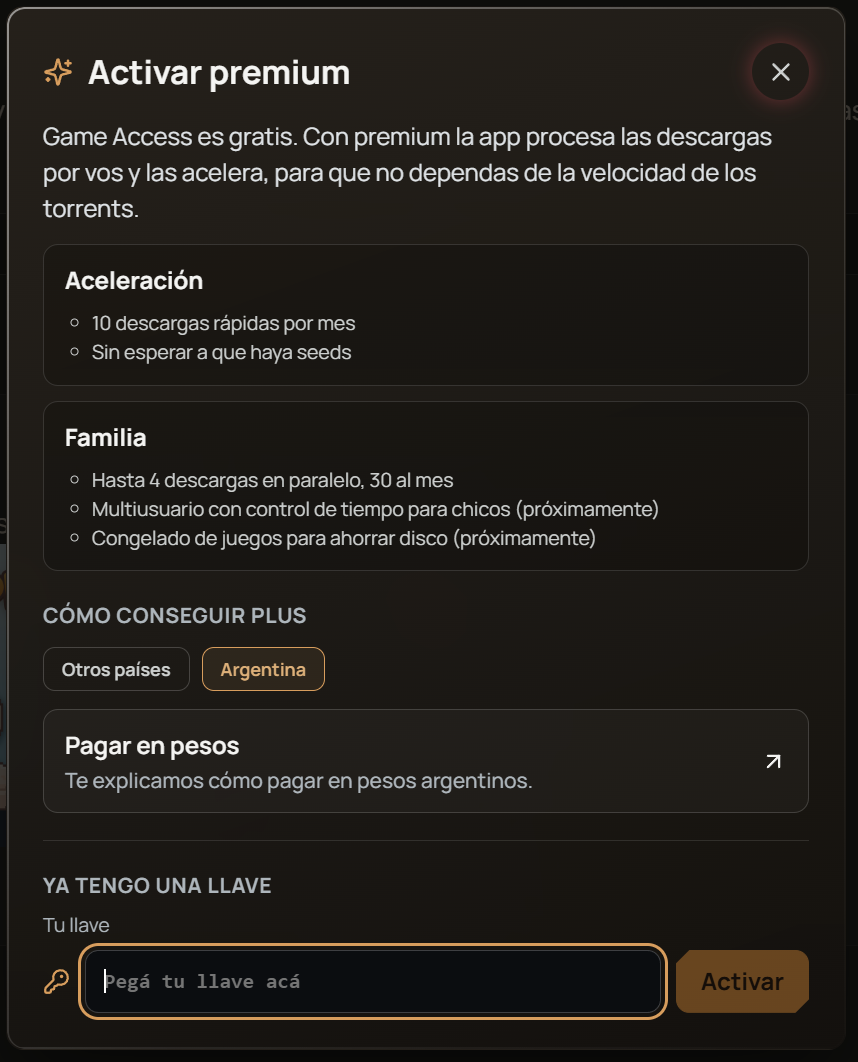 Activar premium
Game Access es gratis. Con premium la app procesa las descargas
por vos y las acelera, para que no dependas de la velocidad de los
torrents.
Aceleración
10 descargas rápidas por mes
Sin esperar a que haya seeds
Familia
Hasta 4 descargas en paralelo, 30 al mes
Multiusuario con control de tiempo para chicos (próximamente)
Congelado de juegos para ahorrar disco (próximamente)
CÓMO CONSEGUIR PLUS
Otros países
Argentina
Pagar en pesos
Te explicamos cómo pagar en pesos argentinos.
YA TENGO UNA LLAVE
Tu llave
Pegá tu llave acá
Activar